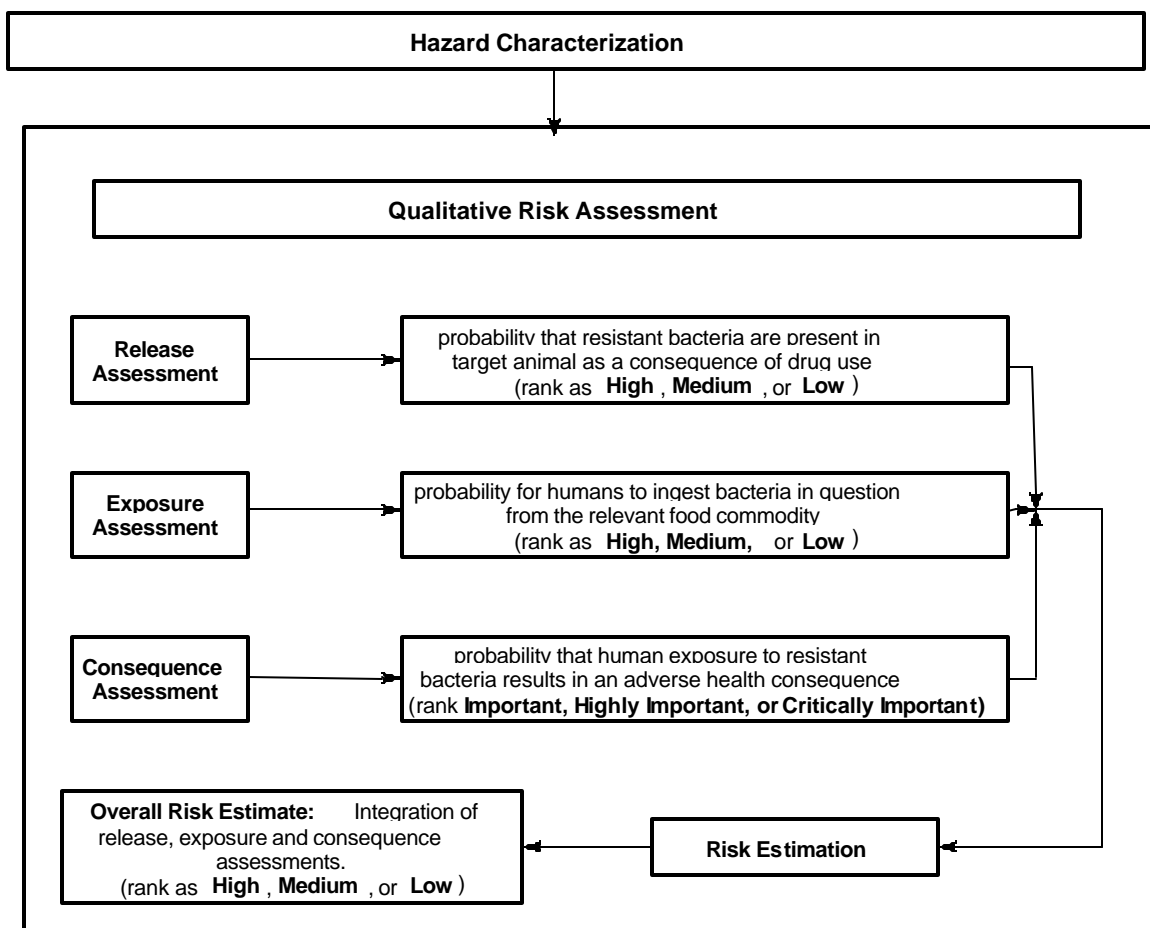 Hazard Characterization
Qualitative Risk Assessment
Release
Assessment
probability that resistant bacteria are present in
target animal as a consequence of drug use
(rank as High , Medium , or Low )
Exposure
Assessment
probability for humans to ingest bacteria in question
from the relevant food commodity
(rank as High, Medium, or Low )
Consequence
Assessment
probability that human exposure to resistant
bacteria results in an adverse health consequence
(rank Important, Highly Important, or Critically Important)
Overall Risk Estimate: Integration of
release, exposure and consequence
assessments.
(rank as High , Medium , or Low )
Risk Estimation